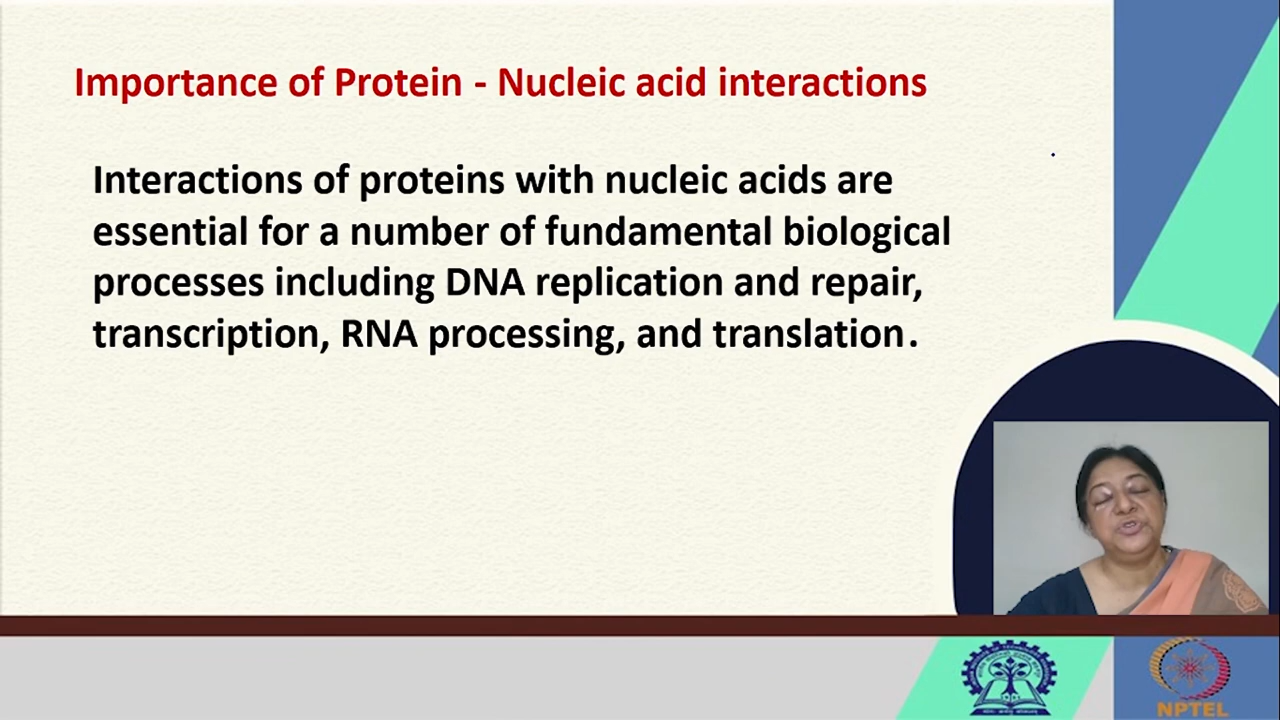 Importance of Protein - Nucleic acid interactions
Interactions of proteins with nucleic acids are
essential for a number of fundamental biological
processes including DNA replication and repair,
transcription, RNA processing, and translation.
NPTEL